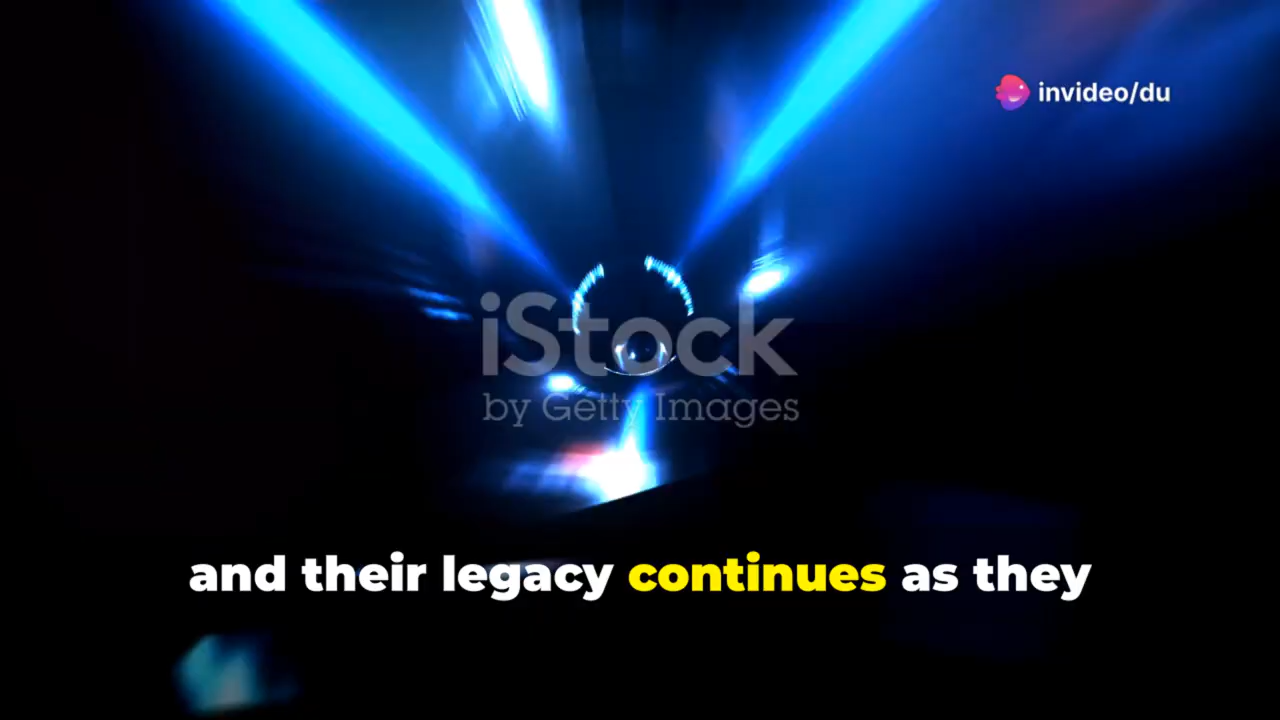 invideo/du
iStock
by Getty Images
and their legacy continues as they